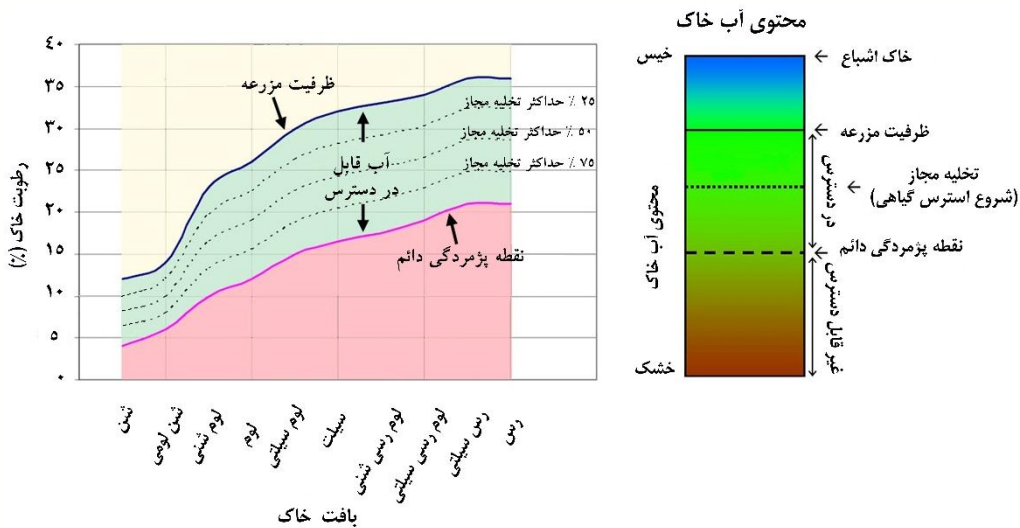 محتوی آب خاک
خیس
خشک
محتوی آب خاک
← خاک اشباع
← ظرفیت مزرعه
تخلیه مجاز
← (شروع استرس گیاهی)
← نقطه پژمردگی دائم
در دسترس
غیر قابل دسترس
رطوبت خاک (٪)
۴۰
۳۵
۳۰
۲۵
۲۰
۱۵
۱۰
۵
۰
ظرفیت مزرعه
۲۵ ٪ حداکثر تخلیه مجاز
۵۰ ٪ حداکثر تخلیه مجاز
۷۵ ٪ حداکثر تخلیه مجاز
آب قابل
در دسترس
نقطه پژمردگی دائم
شن
شن لومی
لوم شنی
لوم
لوم سیلتی
سیلت
لوم رسی شنی
لوم رسی سیلتی
رس سیلتی
رس
بافت خاک